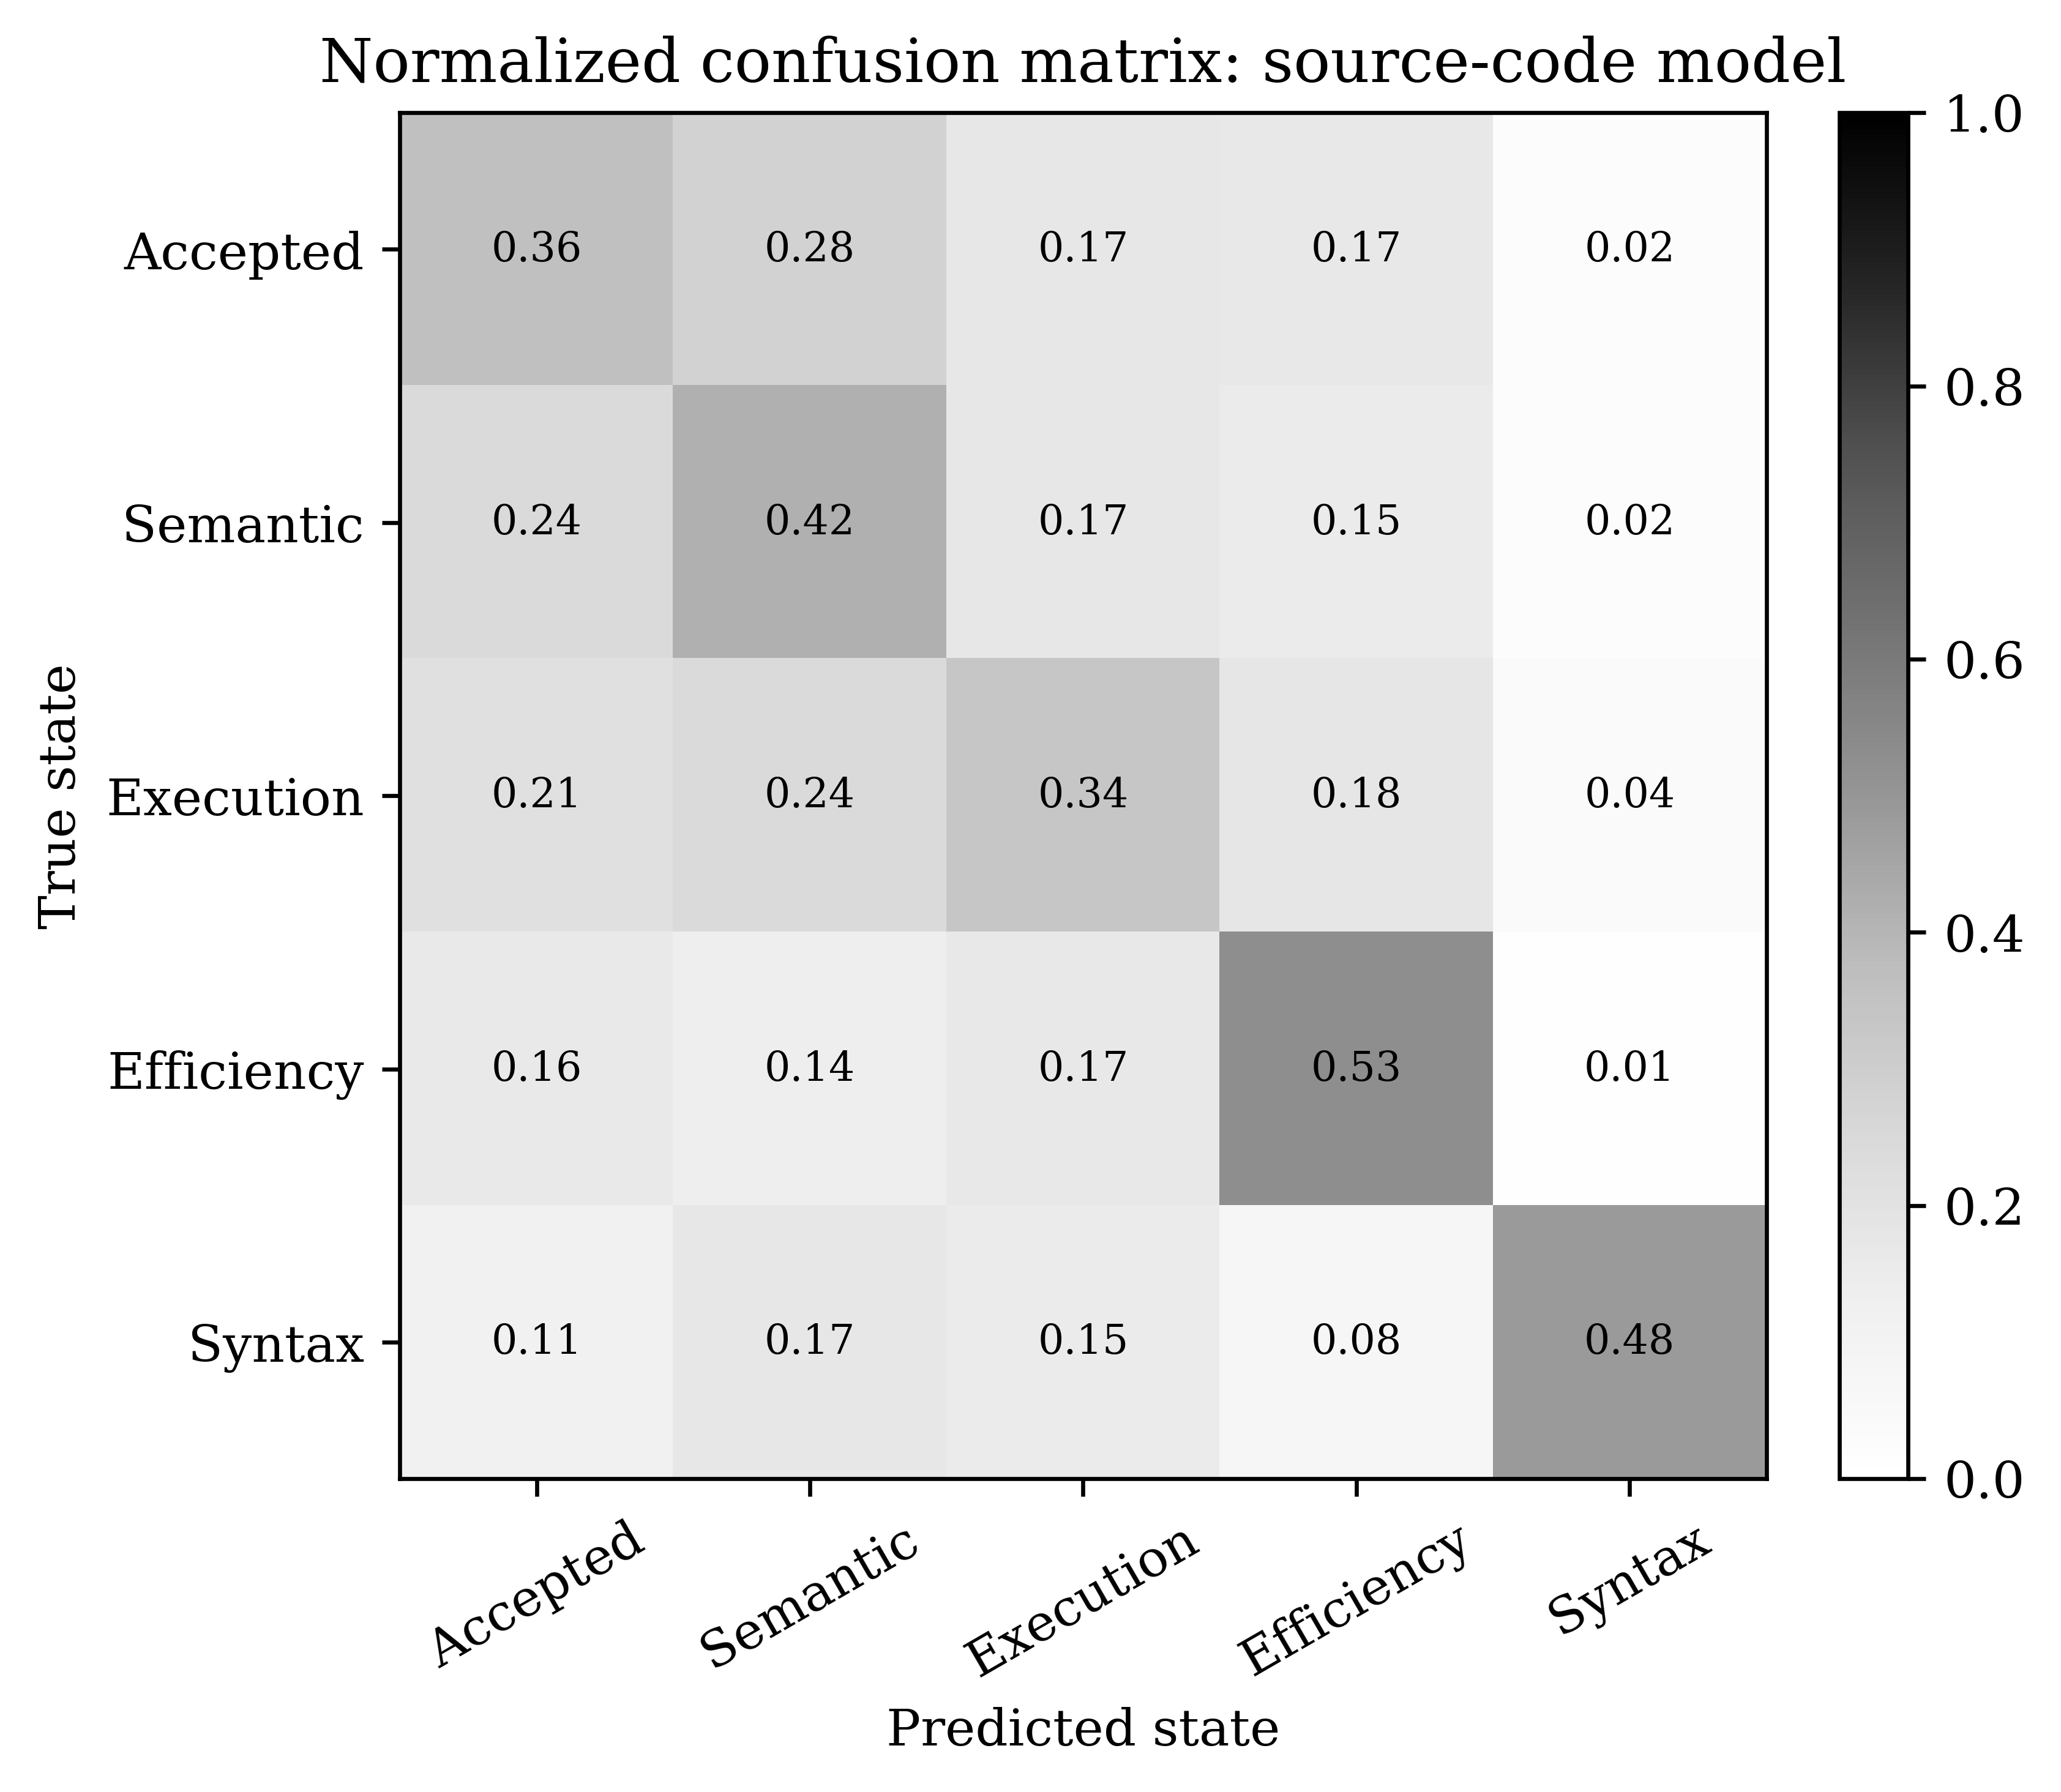 Normalized confusion matrix: source-code model
Accepted 0.36 0.28 0.17 0.17 0.02
Semantic 0.24 0.42 0.17 0.15 0.02
Execution 0.21 0.24 0.34 0.18 0.04
Efficiency 0.16 0.14 0.17 0.53 0.01
Syntax 0.11 0.17 0.15 0.08 0.48
True state
Accepted Semantic Execution Efficiency Syntax
Predicted state
1.0
0.8
0.6
0.4
0.2
0.0